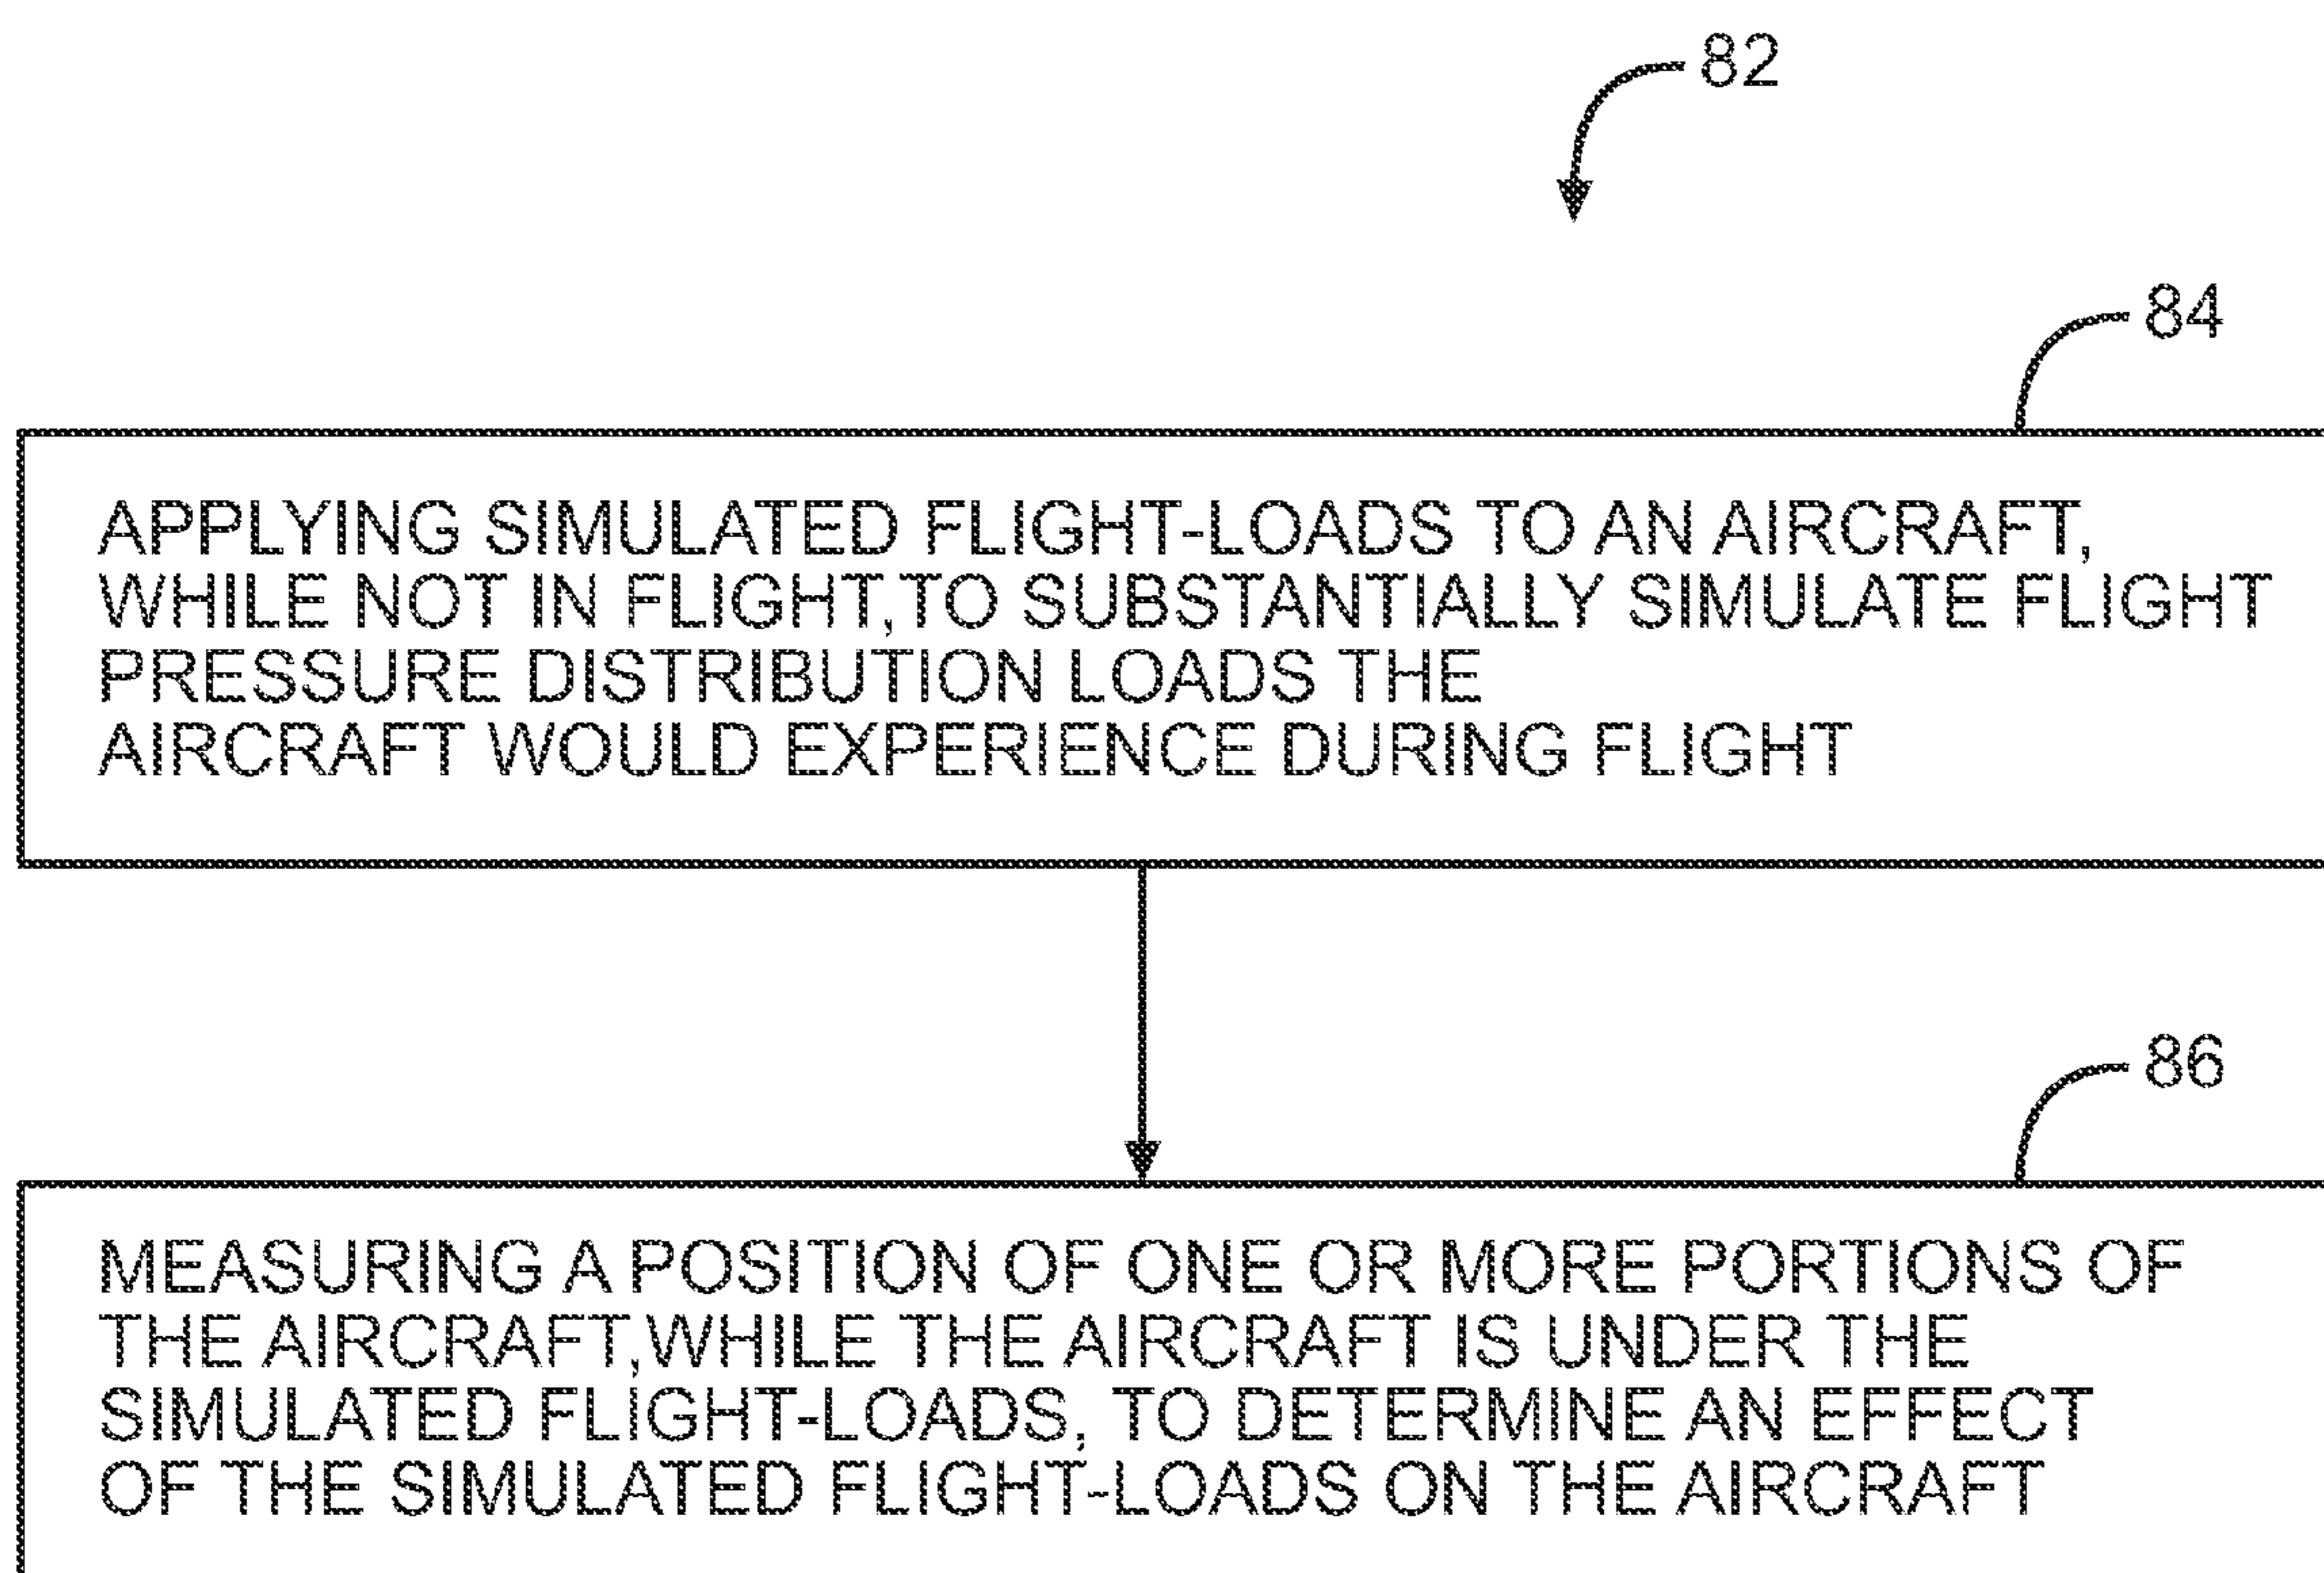 82
84
APPLYING SIMULATED FLIGHT-LOADS TO AN AIRCRAFT,
WHILE NOT IN FLIGHT,TO SUBSTANTIALLY SIMULATE FLIGHT
PRESSURE DISTRIBUTION LOADS THE
AIRCRAFT WOULD EXPERIENCE DURING FLIGHT
86
MEASURING A POSITION OF ONE OR MORE PORTIONS OF
THE AIRCRAFT,WHILE THE AIRCRAFT IS UNDER THE
SIMULATED FLIGHT-LOADS, TO DETERMINE AN EFFECT
OF THE SIMULATED FLIGHT-LOADS ON THE AIRCRAFT